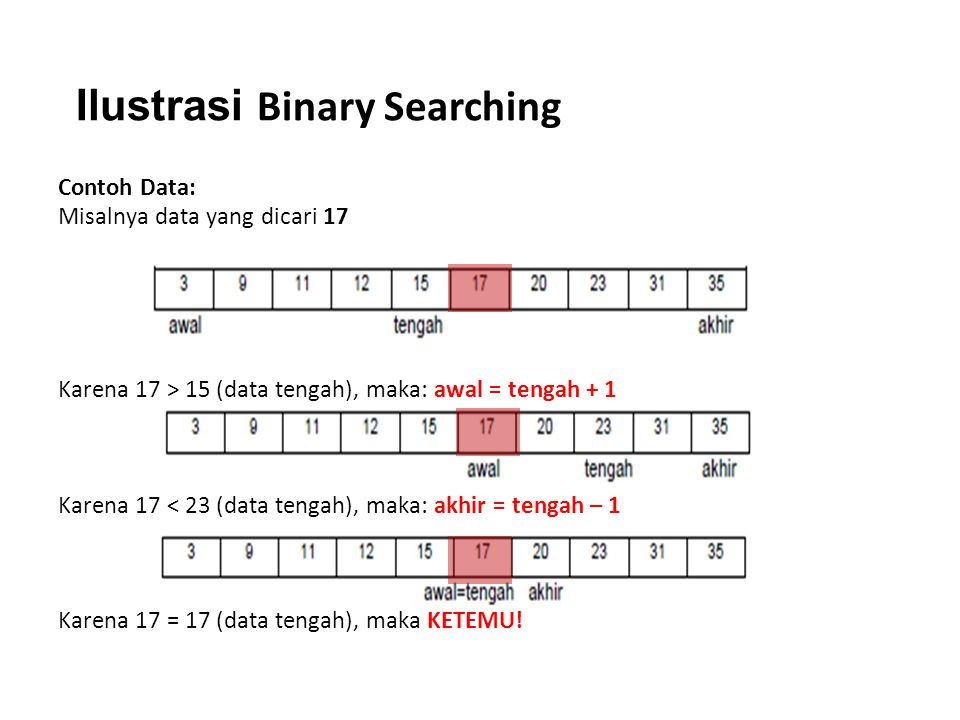 Ilustrasi Binary Searching
Contoh Data:
Misalnya data yang dicari 17
3 9 11 12 15 17 20 23 31 35
awal tengah akhir
Karena 17 > 15 (data tengah), maka: awal = tengah + 1
3 9 11 12 15 17 20 23 31 35
awal tengah akhir
Karena 17 < 23 (data tengah), maka: akhir = tengah – 1
3 9 11 12 15 17 20 23 31 35
awal=tengah akhir
Karena 17 = 17 (data tengah), maka KETEMU!